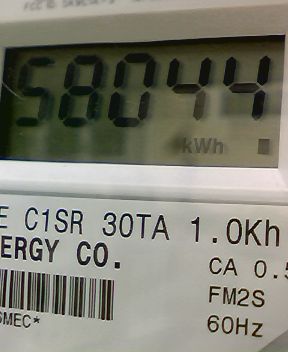 58044
kWh
E C1SR 30TA 1.0Kh
ERGY CO.
CA 0.5
FM2S
60Hz
SMEC*